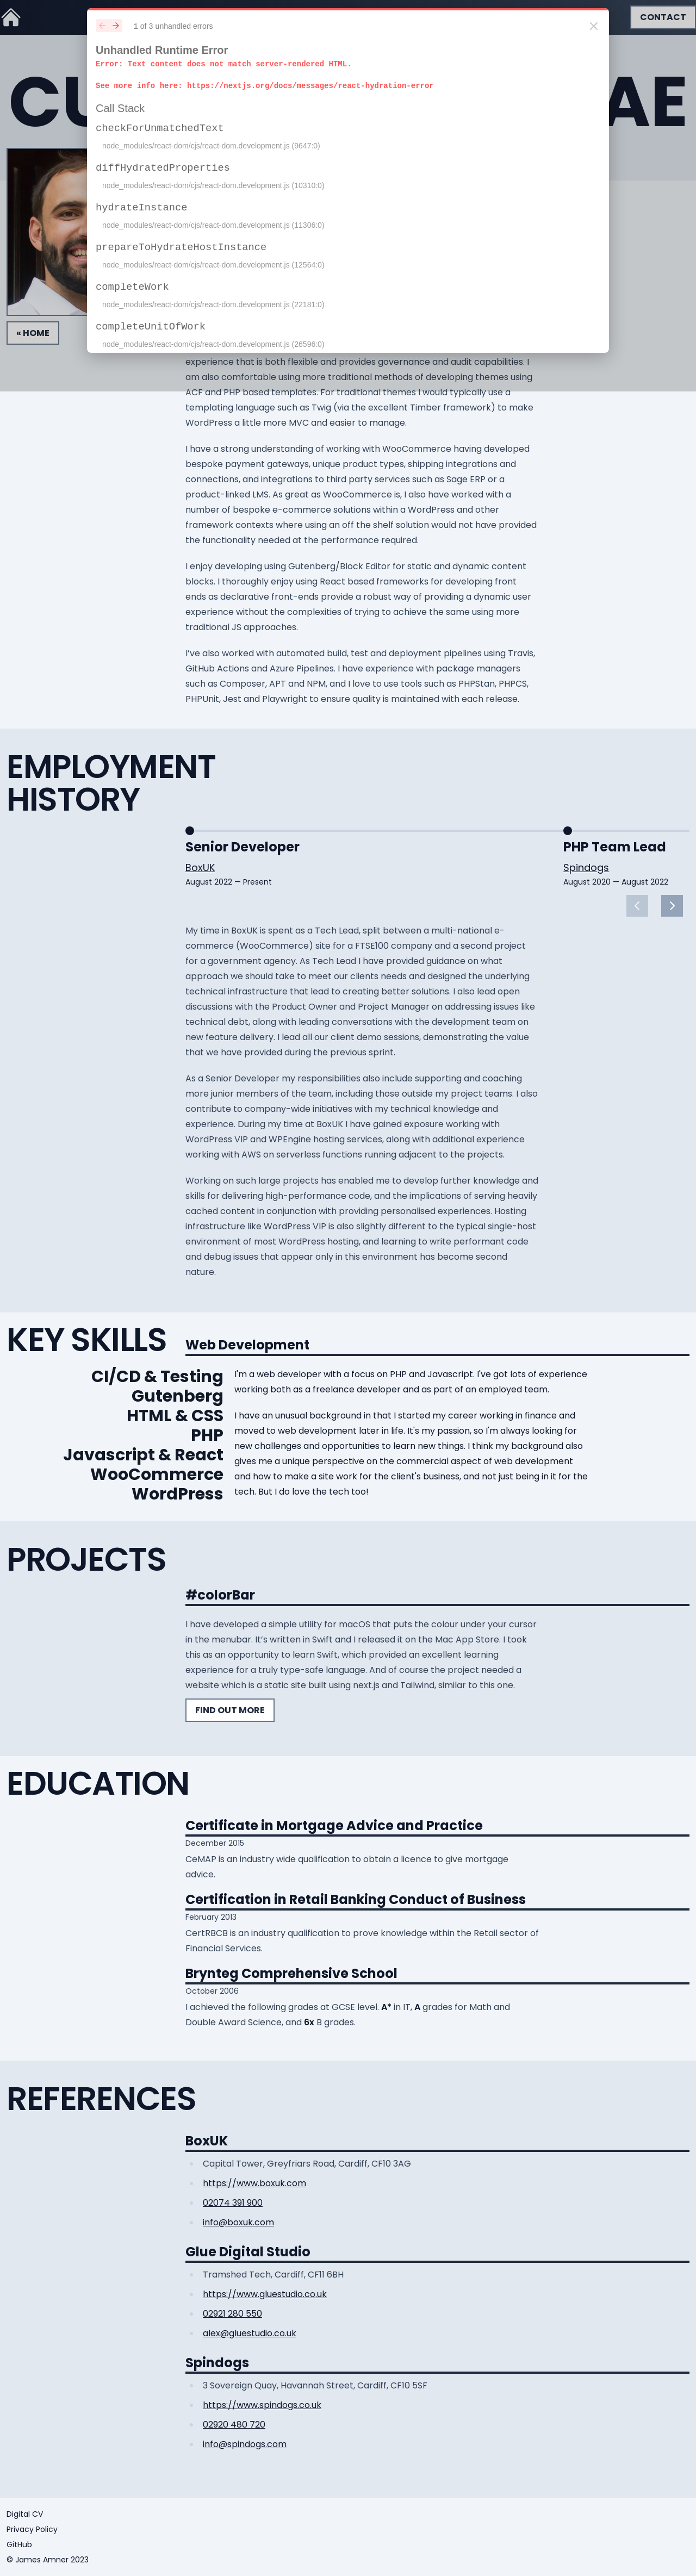 CONTACT
CU
AE
1 of 3 unhandled errors
Unhandled Runtime Error
Error: Text content does not match server-rendered HTML.
See more info here: https://nextjs.org/docs/messages/react-hydration-error
Call Stack
checkForUnmatchedText
node_modules/react-dom/cjs/react-dom.development.js (9647:0)
diffHydratedProperties
node_modules/react-dom/cjs/react-dom.development.js (10310:0)
hydrateInstance
node_modules/react-dom/cjs/react-dom.development.js (11306:0)
prepareToHydrateHostInstance
node_modules/react-dom/cjs/react-dom.development.js (12564:0)
completeWork
node_modules/react-dom/cjs/react-dom.development.js (22181:0)
completeUnitOfWork
node_modules/react-dom/cjs/react-dom.development.js (26596:0)
« HOME
experience that is both flexible and provides governance and audit capabilities. I
am also comfortable using more traditional methods of developing themes using
ACF and PHP based templates. For traditional themes I would typically use a
templating language such as Twig (via the excellent Timber framework) to make
WordPress a little more MVC and easier to manage.
I have a strong understanding of working with WooCommerce having developed
bespoke payment gateways, unique product types, shipping integrations and
connections, and integrations to third party services such as Sage ERP or a
product-linked LMS. As great as WooCommerce is, I also have worked with a
number of bespoke e-commerce solutions within a WordPress and other
framework contexts where using an off the shelf solution would not have provided
the functionality needed at the performance required.
I enjoy developing using Gutenberg/Block Editor for static and dynamic content
blocks. I thoroughly enjoy using React based frameworks for developing front
ends as declarative front-ends provide a robust way of providing a dynamic user
experience without the complexities of trying to achieve the same using more
traditional JS approaches.
I’ve also worked with automated build, test and deployment pipelines using Travis,
GitHub Actions and Azure Pipelines. I have experience with package managers
such as Composer, APT and NPM, and I love to use tools such as PHPStan, PHPCS,
PHPUnit, Jest and Playwright to ensure quality is maintained with each release.
EMPLOYMENT
HISTORY
Senior Developer
BoxUK
August 2022 — Present
PHP Team Lead
Spindogs
August 2020 — August 2022
My time in BoxUK is spent as a Tech Lead, split between a multi-national e-
commerce (WooCommerce) site for a FTSE100 company and a second project
for a government agency. As Tech Lead I have provided guidance on what
approach we should take to meet our clients needs and designed the underlying
technical infrastructure that lead to creating better solutions. I also lead open
discussions with the Product Owner and Project Manager on addressing issues like
technical debt, along with leading conversations with the development team on
new feature delivery. I lead all our client demo sessions, demonstrating the value
that we have provided during the previous sprint.
As a Senior Developer my responsibilities also include supporting and coaching
more junior members of the team, including those outside my project teams. I also
contribute to company-wide initiatives with my technical knowledge and
experience. During my time at BoxUK I have gained exposure working with
WordPress VIP and WPEngine hosting services, along with additional experience
working with AWS on serverless functions running adjacent to the projects.
Working on such large projects has enabled me to develop further knowledge and
skills for delivering high-performance code, and the implications of serving heavily
cached content in conjunction with providing personalised experiences. Hosting
infrastructure like WordPress VIP is also slightly different to the typical single-host
environment of most WordPress hosting, and learning to write performant code
and debug issues that appear only in this environment has become second
nature.
KEY SKILLS
Web Development
CI/CD & Testing
Gutenberg
HTML & CSS
PHP
Javascript & React
WooCommerce
WordPress
I'm a web developer with a focus on PHP and Javascript. I've got lots of experience
working both as a freelance developer and as part of an employed team.
I have an unusual background in that I started my career working in finance and
moved to web development later in life. It's my passion, so I'm always looking for
new challenges and opportunities to learn new things. I think my background also
gives me a unique perspective on the commercial aspect of web development
and how to make a site work for the client's business, and not just being in it for the
tech. But I do love the tech too!
PROJECTS
#colorBar
I have developed a simple utility for macOS that puts the colour under your cursor
in the menubar. It’s written in Swift and I released it on the Mac App Store. I took
this as an opportunity to learn Swift, which provided an excellent learning
experience for a truly type-safe language. And of course the project needed a
website which is a static site built using next.js and Tailwind, similar to this one.
FIND OUT MORE
EDUCATION
Certificate in Mortgage Advice and Practice
December 2015
CeMAP is an industry wide qualification to obtain a licence to give mortgage
advice.
Certification in Retail Banking Conduct of Business
February 2013
CertRBCB is an industry qualification to prove knowledge within the Retail sector of
Financial Services.
Brynteg Comprehensive School
October 2006
I achieved the following grades at GCSE level. A* in IT, A grades for Math and
Double Award Science, and 6x B grades.
REFERENCES
BoxUK
Capital Tower, Greyfriars Road, Cardiff, CF10 3AG
https://www.boxuk.com
02074 391 900
info@boxuk.com
Glue Digital Studio
Tramshed Tech, Cardiff, CF11 6BH
https://www.gluestudio.co.uk
02921 280 550
alex@gluestudio.co.uk
Spindogs
3 Sovereign Quay, Havannah Street, Cardiff, CF10 5SF
https://www.spindogs.co.uk
02920 480 720
info@spindogs.com
Digital CV
Privacy Policy
GitHub
© James Amner 2023